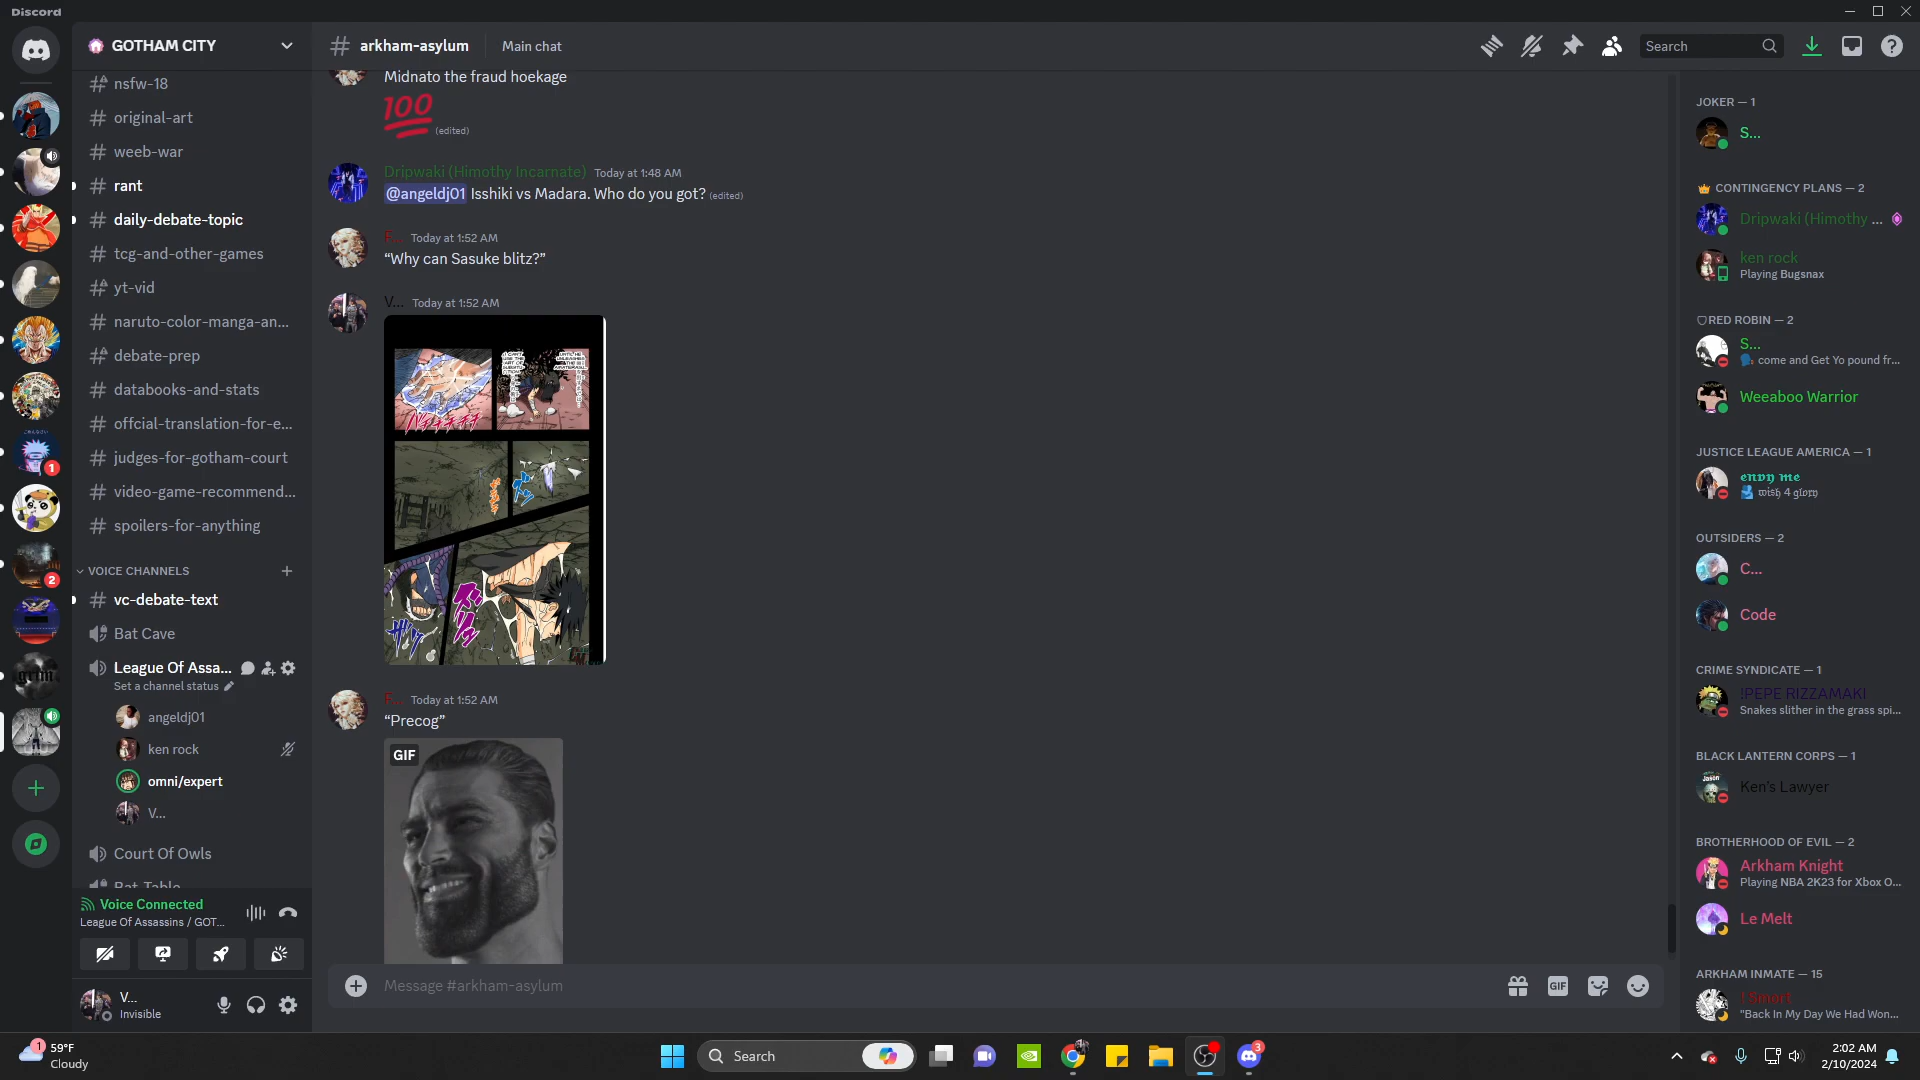 Discord
GOTHAM CITY
arkham-asylum
Main chat
Search
nsfw-18
original-art
weeb-war
rant
daily-debate-topic
tcg-and-other-games
yt-vid
naruto-color-manga-an...
debate-prep
databooks-and-stats
offcial-translation-for-e...
judges-for-gotham-court
video-game-recommend...
spoilers-for-anything
VOICE CHANNELS
vc-debate-text
Bat Cave
League Of Assa...
Set a channel status
angeldj01
ken rock
omni/expert
V...
Court Of Owls
Bat-Table
Voice Connected
League Of Assassins / GOT...
V...
Invisible
1
2
grim
Midnato the fraud hoekage
100
(edited)
Dripwaki (Himothy Incarnate) Today at 1:48 AM
@angeldj01 Isshiki vs Madara. Who do you got? (edited)
F... Today at 1:52 AM
“Why can Sasuke blitz?”
V... Today at 1:52 AM
F... Today at 1:52 AM
“Precog”
GIF
Message #arkham-asylum
GIF
JOKER — 1
S...
CONTINGENCY PLANS — 2
Dripwaki (Himothy ...
ken rock
Playing Bugsnax
RED ROBIN — 2
S...
come and Get Yo pound fr...
Weeaboo Warrior
JUSTICE LEAGUE AMERICA — 1
envy me
wish 4 glory
OUTSIDERS — 2
C...
Code
CRIME SYNDICATE — 1
!PEPE RIZZAMAKI
Snakes slither in the grass spi...
BLACK LANTERN CORPS — 1
Ken's Lawyer
BROTHERHOOD OF EVIL — 2
Arkham Knight
Playing NBA 2K23 for Xbox O...
Le Melt
ARKHAM INMATE — 15
! Smort
"Back In My Day We Had Won...
1
59°F
Cloudy
Search
3
2:02 AM
2/10/2024